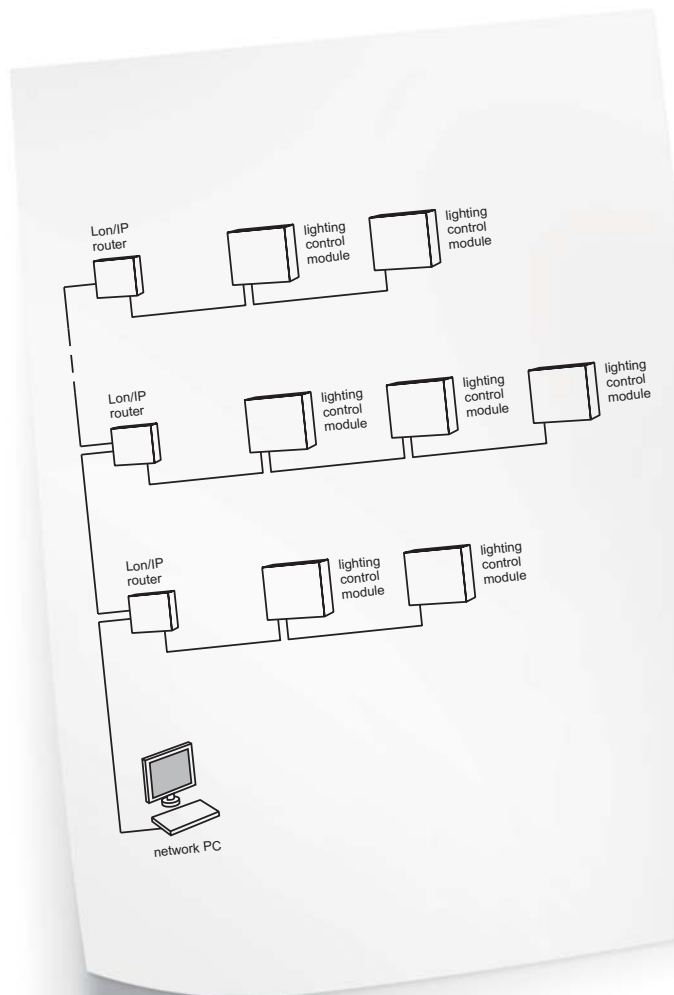 Lon/IP
router
lighting
control
module
lighting
control
module
Lon/IP
router
lighting
control
module
lighting
control
module
lighting
control
module
Lon/IP
router
lighting
control
module
lighting
control
module
network PC